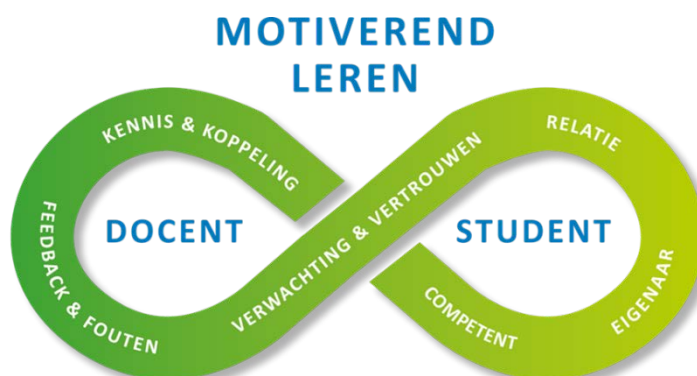 MOTIVEREND
LEREN
KENNIS & KOPPELING
RELATIE
DOCENT
STUDENT
FEEDBACK & FOUTEN
VERWACHTING & VERTROUWEN
COMPETENT
EIGENAAR